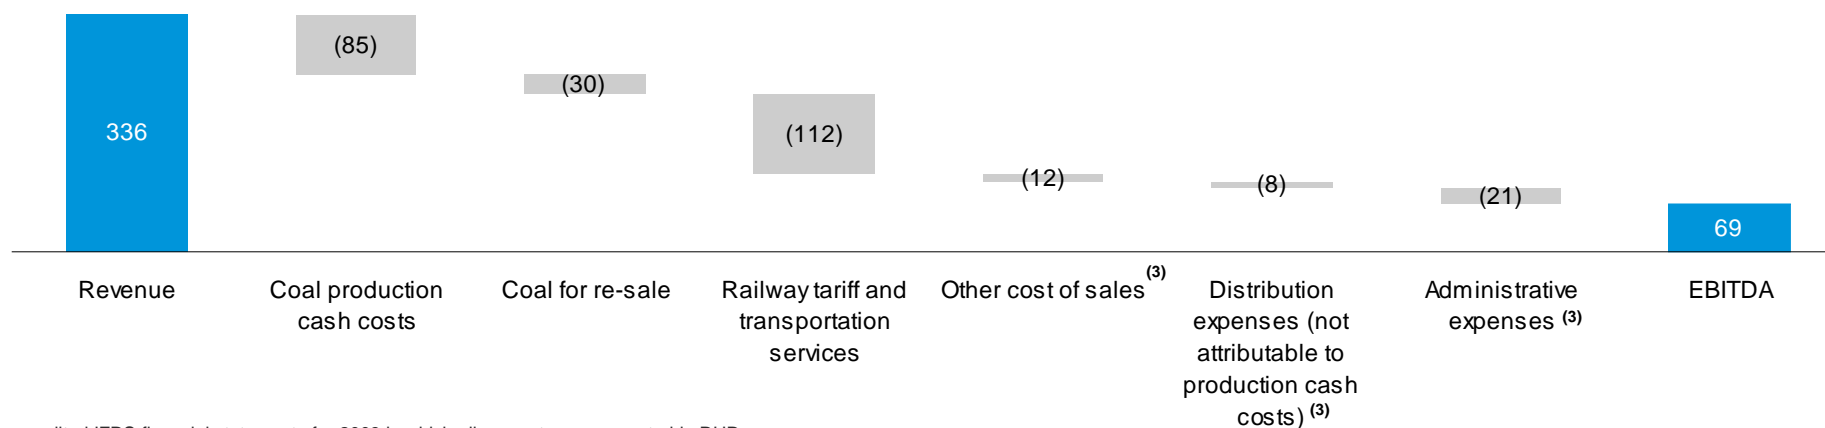 336
(85)
(30)
(112)
(12)
(8)
(21)
69
Revenue
Coal production
cash costs
Coal for re-sale
Railway tariff and
transportation
services
Other cost of sales (3)
Distribution
expenses (not
attributable to
production cash
costs) (3)
Administrative
expenses (3)
EBITDA